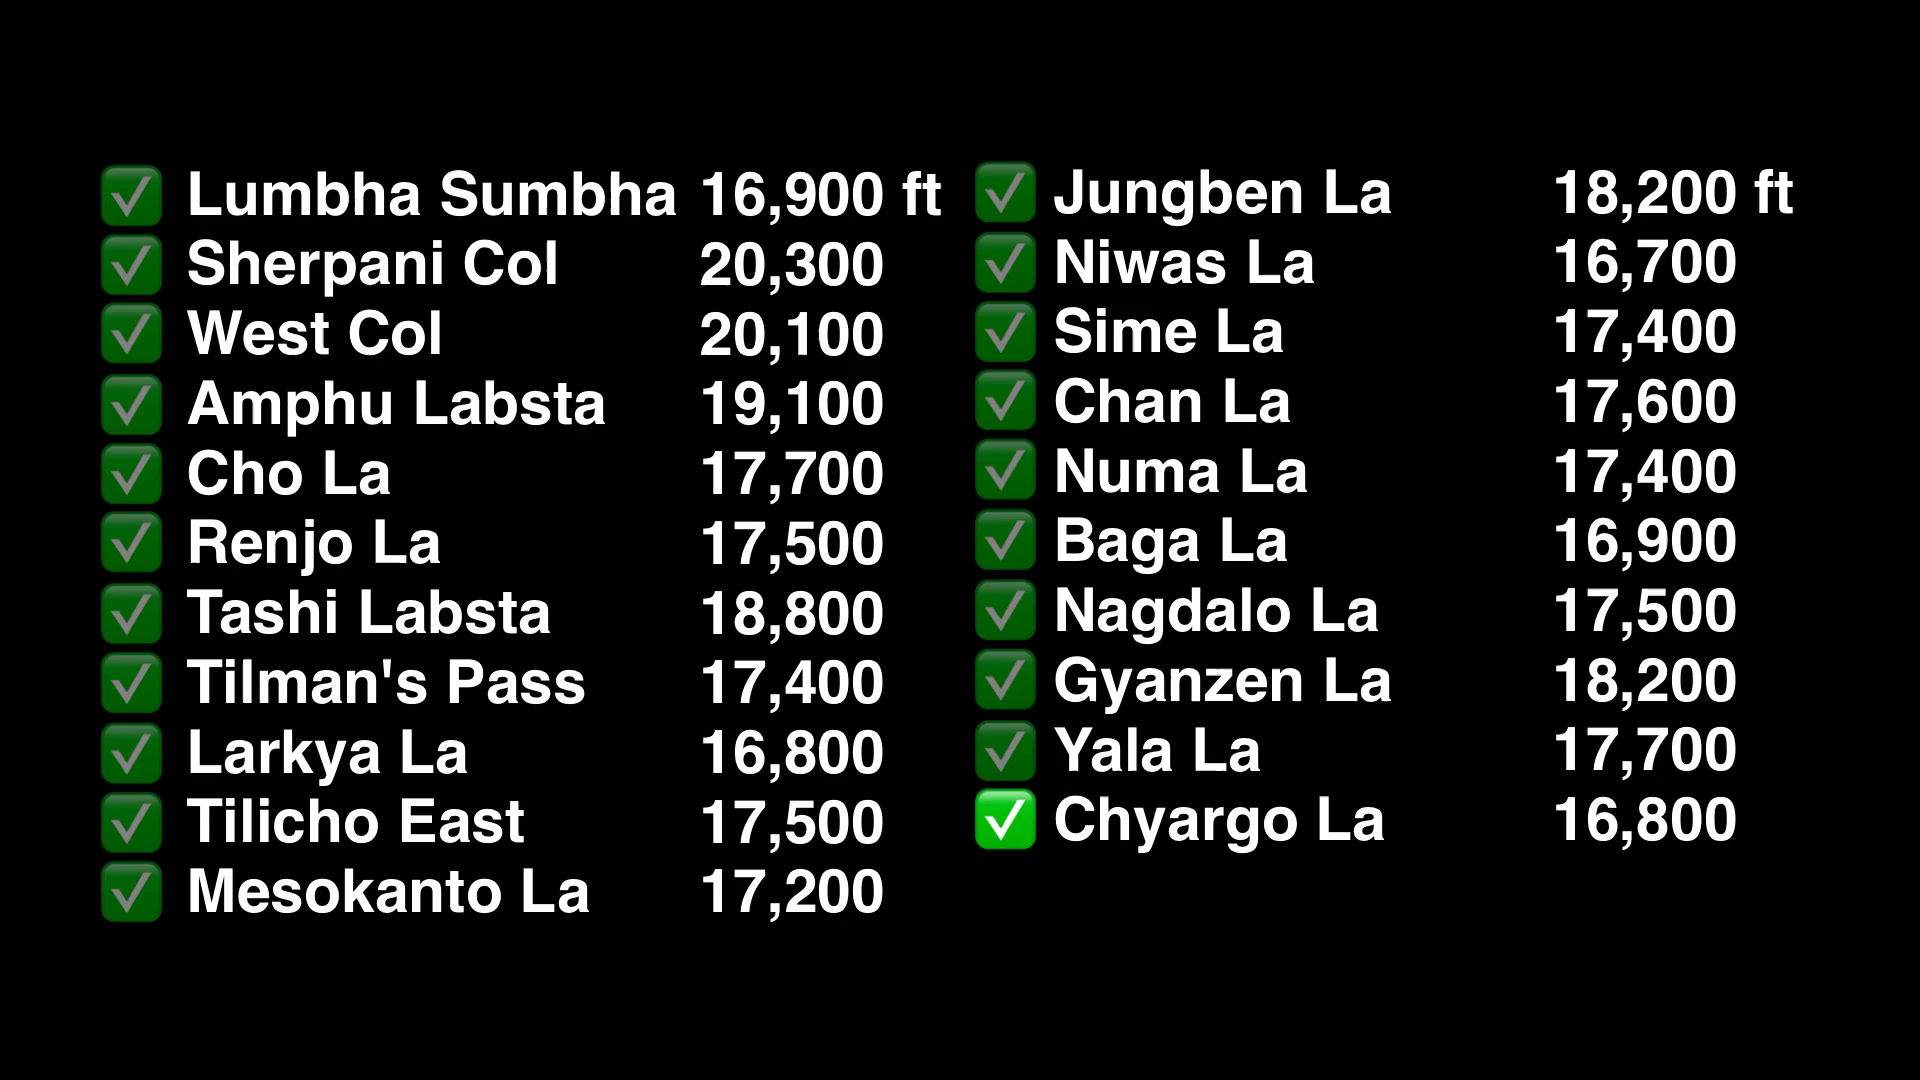 ✅ Lumbha Sumbha 16,900 ft
✅ Sherpani Col 20,300
✅ West Col 20,100
✅ Amphu Labsta 19,100
✅ Cho La 17,700
✅ Renjo La 17,500
✅ Tashi Labsta 18,800
✅ Tilman's Pass 17,400
✅ Larkya La 16,800
✅ Tilicho East 17,500
✅ Mesokanto La 17,200
✅ Jungben La 18,200 ft
✅ Niwas La 16,700
✅ Sime La 17,400
✅ Chan La 17,600
✅ Numa La 17,400
✅ Baga La 16,900
✅ Nagdalo La 17,500
✅ Gyanzen La 18,200
✅ Yala La 17,700
✅ Chyargo La 16,800